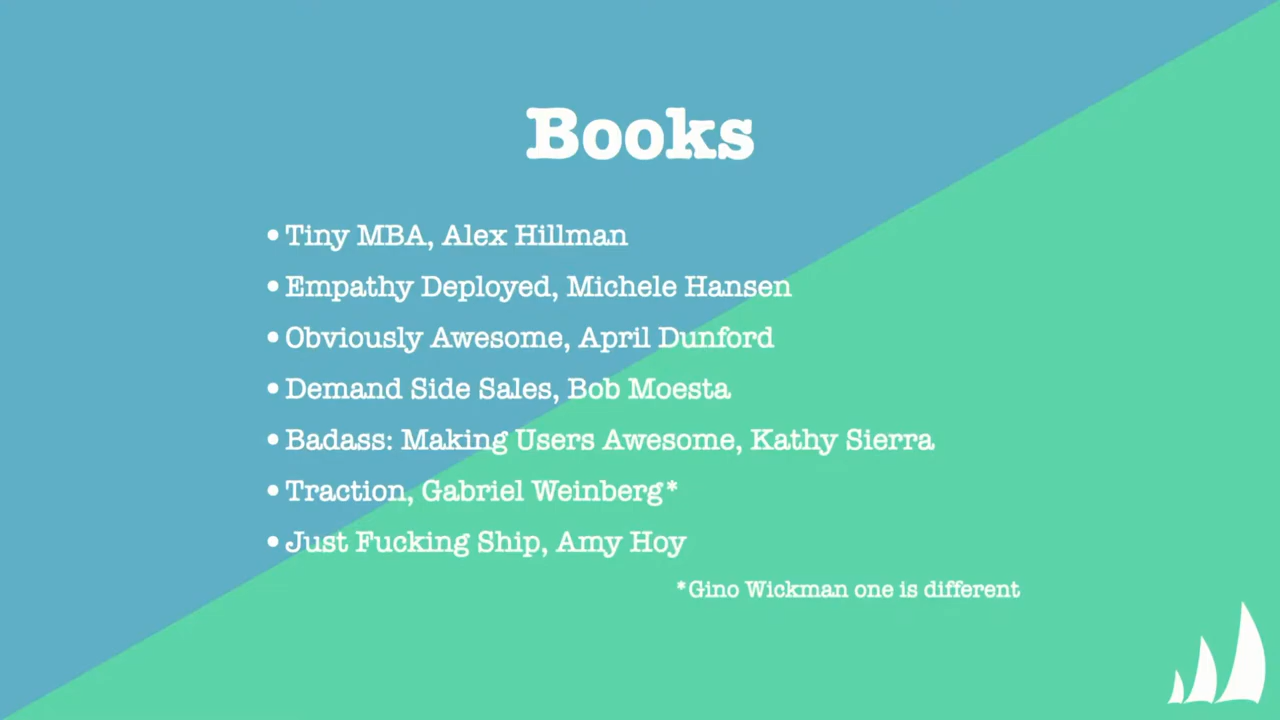 Books
• Tiny MBA, Alex Hillman
• Empathy Deployed, Michele Hansen
• Obviously Awesome, April Dunford
• Demand Side Sales, Bob Moesta
• Badass: Making Users Awesome, Kathy Sierra
• Traction, Gabriel Weinberg*
• Just Fucking Ship, Amy Hoy
*Gino Wickman one is different